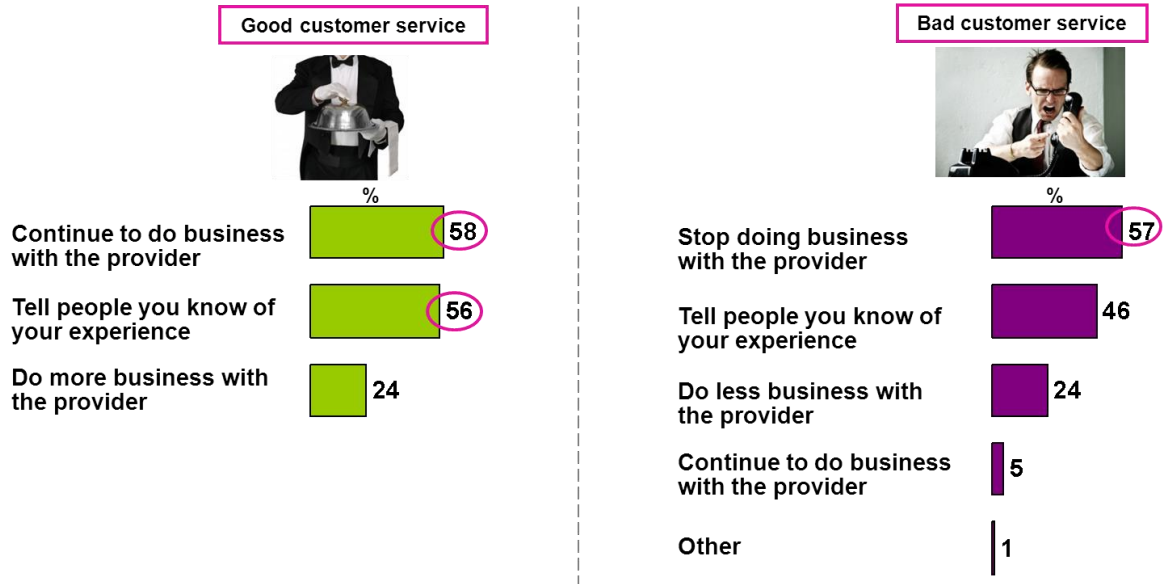 Good customer service
%
Continue to do business
with the provider
58
Tell people you know of
your experience
56
Do more business with
the provider
24
Bad customer service
%
Stop doing business
with the provider
57
Tell people you know of
your experience
46
Do less business with
the provider
24
Continue to do business
with the provider
5
Other
1